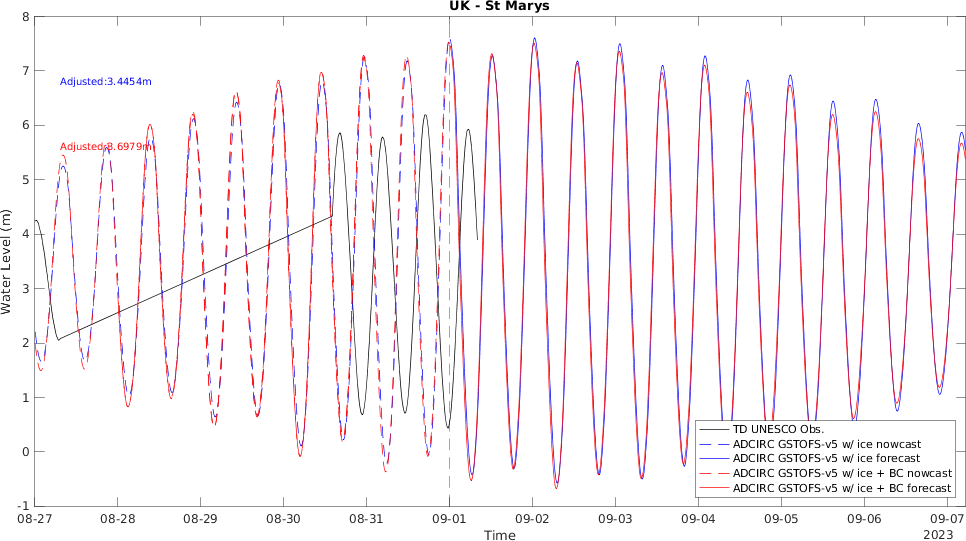 UK - St Marys
8
7
6
5
4
3
2
1
0
-1
Water Level (m)
Adjusted:3.4454m
Adjusted:3.6979m
TD UNESCO Obs.
ADCIRC GSTOFS-v5 w/ ice nowcast
ADCIRC GSTOFS-v5 w/ ice forecast
ADCIRC GSTOFS-v5 w/ ice + BC nowcast
ADCIRC GSTOFS-v5 w/ ice + BC forecast
08-27 08-28 08-29 08-30 08-31 09-01 09-02 09-03 09-04 09-05 09-06 09-07
Time
2023